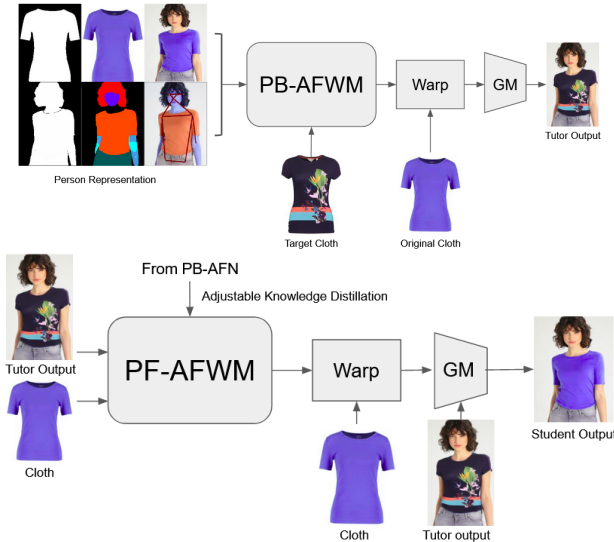 PB-AFWM
Warp
GM
Tutor Output
Person Representation
Target Cloth
Original Cloth
From PB-AFN
Adjustable Knowledge Distillation
Tutor Output
PF-AFWM
Warp
GM
Student Output
Cloth
Cloth
Tutor output